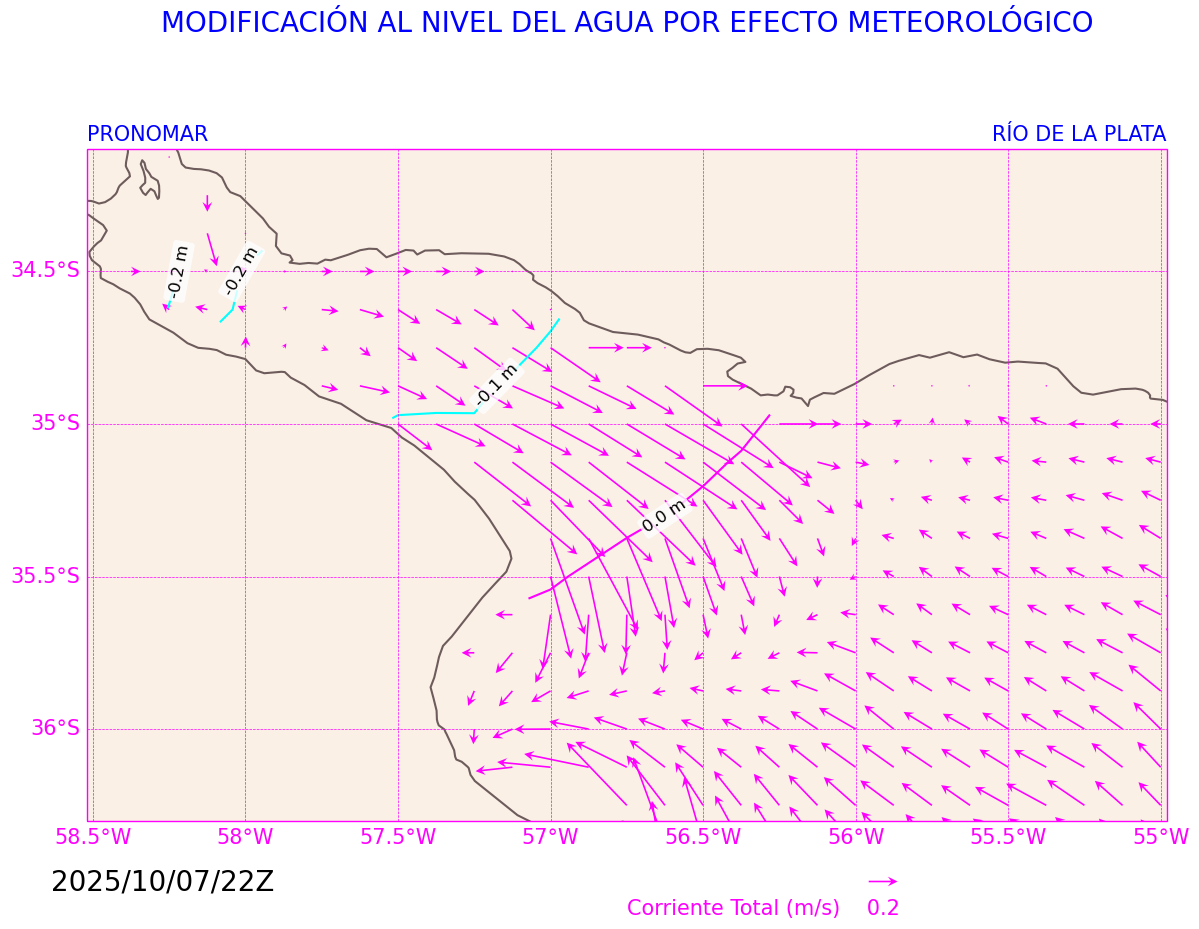 MODIFICACIÓN AL NIVEL DEL AGUA POR EFECTO METEOROLÓGICO
PRONOMAR
RÍO DE LA PLATA
-0.2 m
-0.2 m
-0.1 m
0.0 m
34.5°S
35°S
35.5°S
36°S
58.5°W
58°W
57.5°W
57°W
56.5°W
56°W
55.5°W
55°W
2025/10/07/22Z
Corriente Total (m/s) 0.2